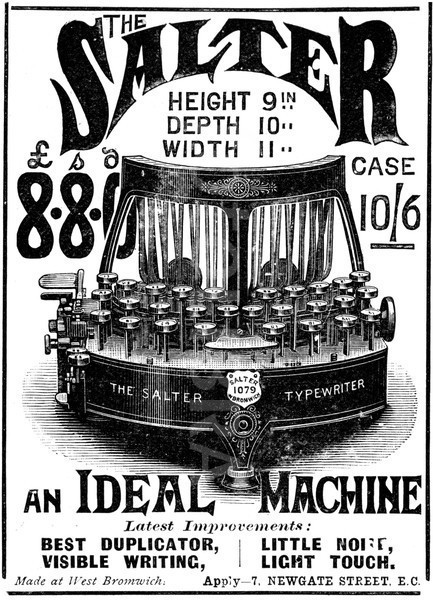 THE
SALTER
HEIGHT 9 IN
DEPTH 10"
WIDTH 11"
£ s d
8·8·0
CASE
10/6
THE SALTER
SALTER
1079
W BROMWICH
TYPEWRITER
AN IDEAL MACHINE
Latest Improvements:
BEST DUPLICATOR,
VISIBLE WRITING,
LITTLE NOISE,
LIGHT TOUCH.
Made at West Bromwich.
Apply—7, NEWGATE STREET, E.C.